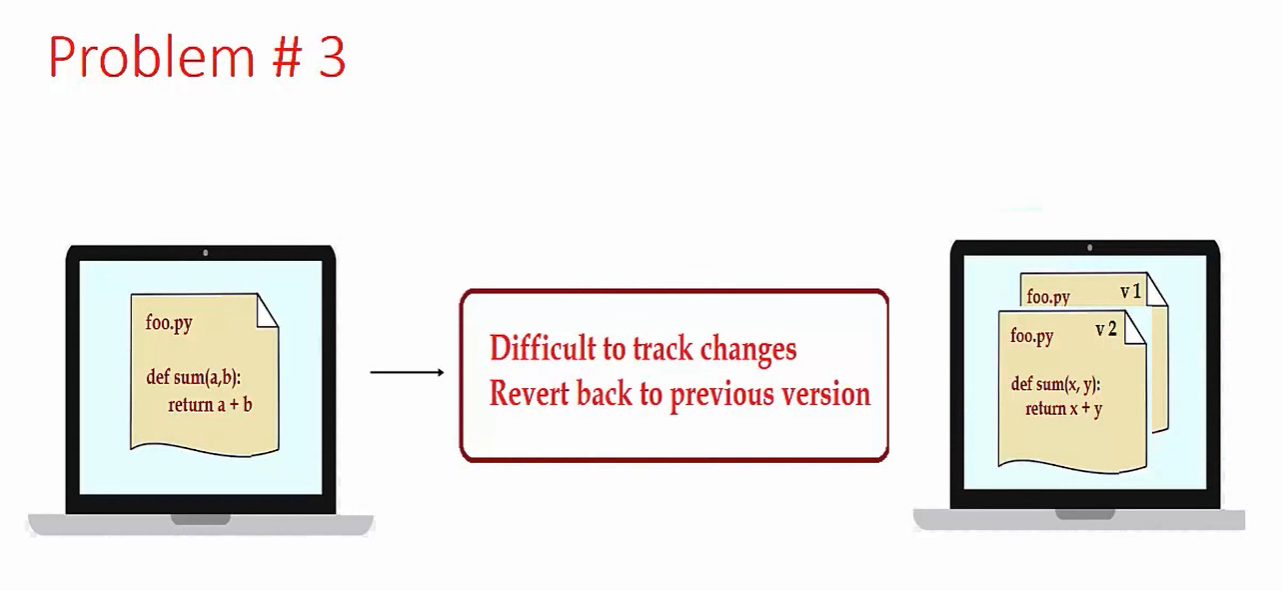 Problem # 3
foo.py
def sum(a,b):
return a + b
Difficult to track changes
Revert back to previous version
foo.py v 1
foo.py v 2
def sum(x, y):
return x + y